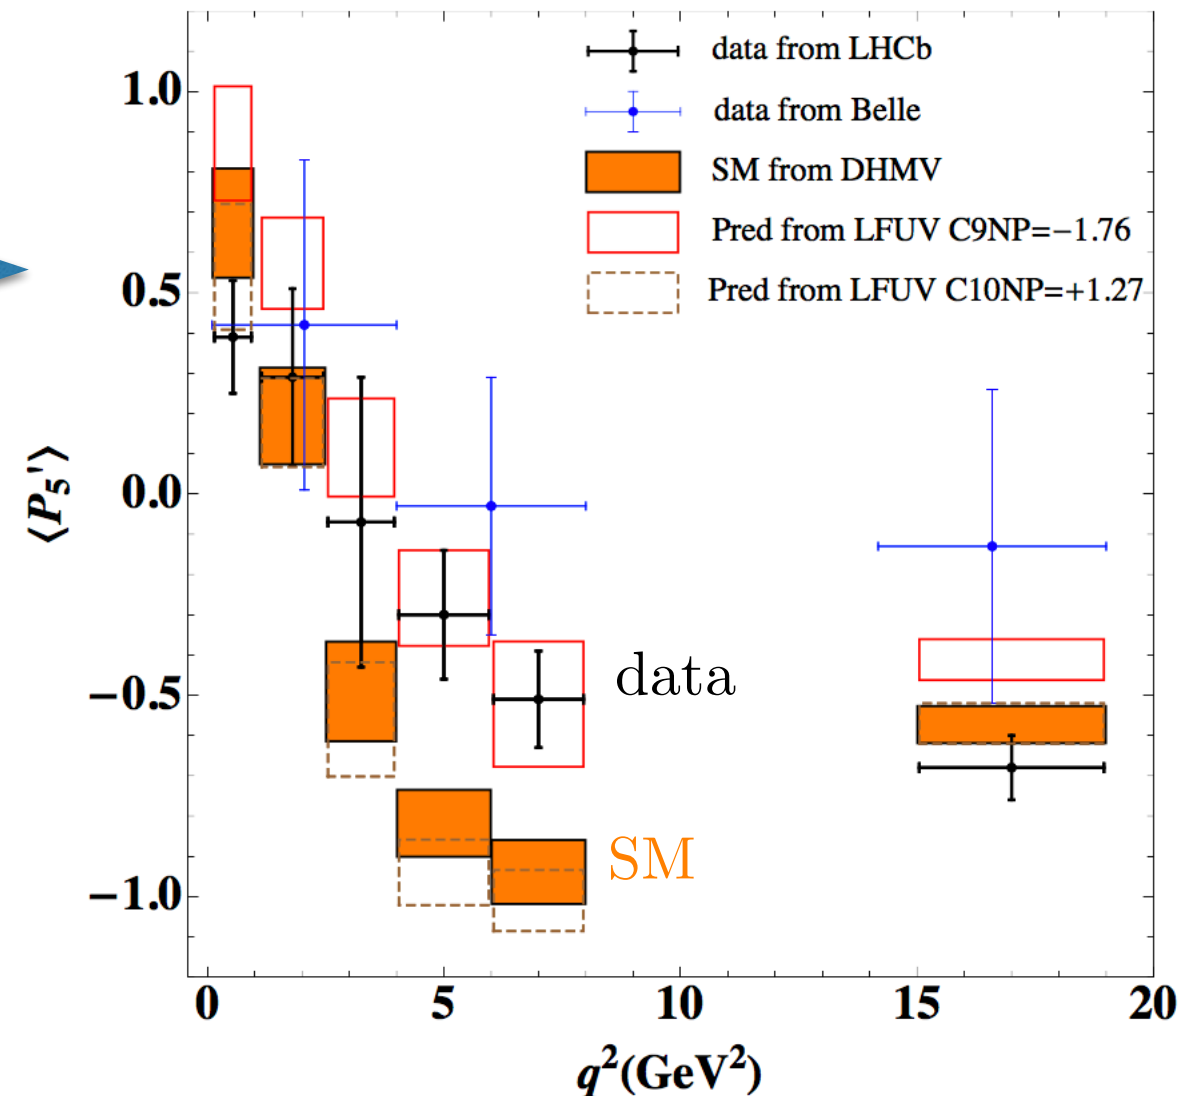 data from LHCb
data from Belle
SM from DHMV
Pred from LFUV C9NP=−1.76
Pred from LFUV C10NP=+1.27
1.0
0.5
0.0
−0.5
−1.0
⟨P₅'⟩
data
SM
0 5 10 15 20
q²(GeV²)